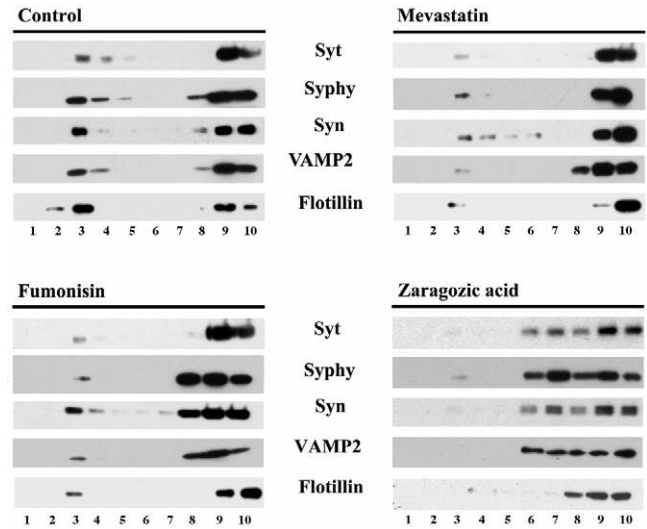 Control
Mevastatin
Syt
Syphy
Syn
VAMP2
Flotillin
1 2 3 4 5 6 7 8 9 10
1 2 3 4 5 6 7 8 9 10
Fumonisin
Zaragozic acid
Syt
Syphy
Syn
VAMP2
Flotillin
1 2 3 4 5 6 7 8 9 10
1 2 3 4 5 6 7 8 9 10